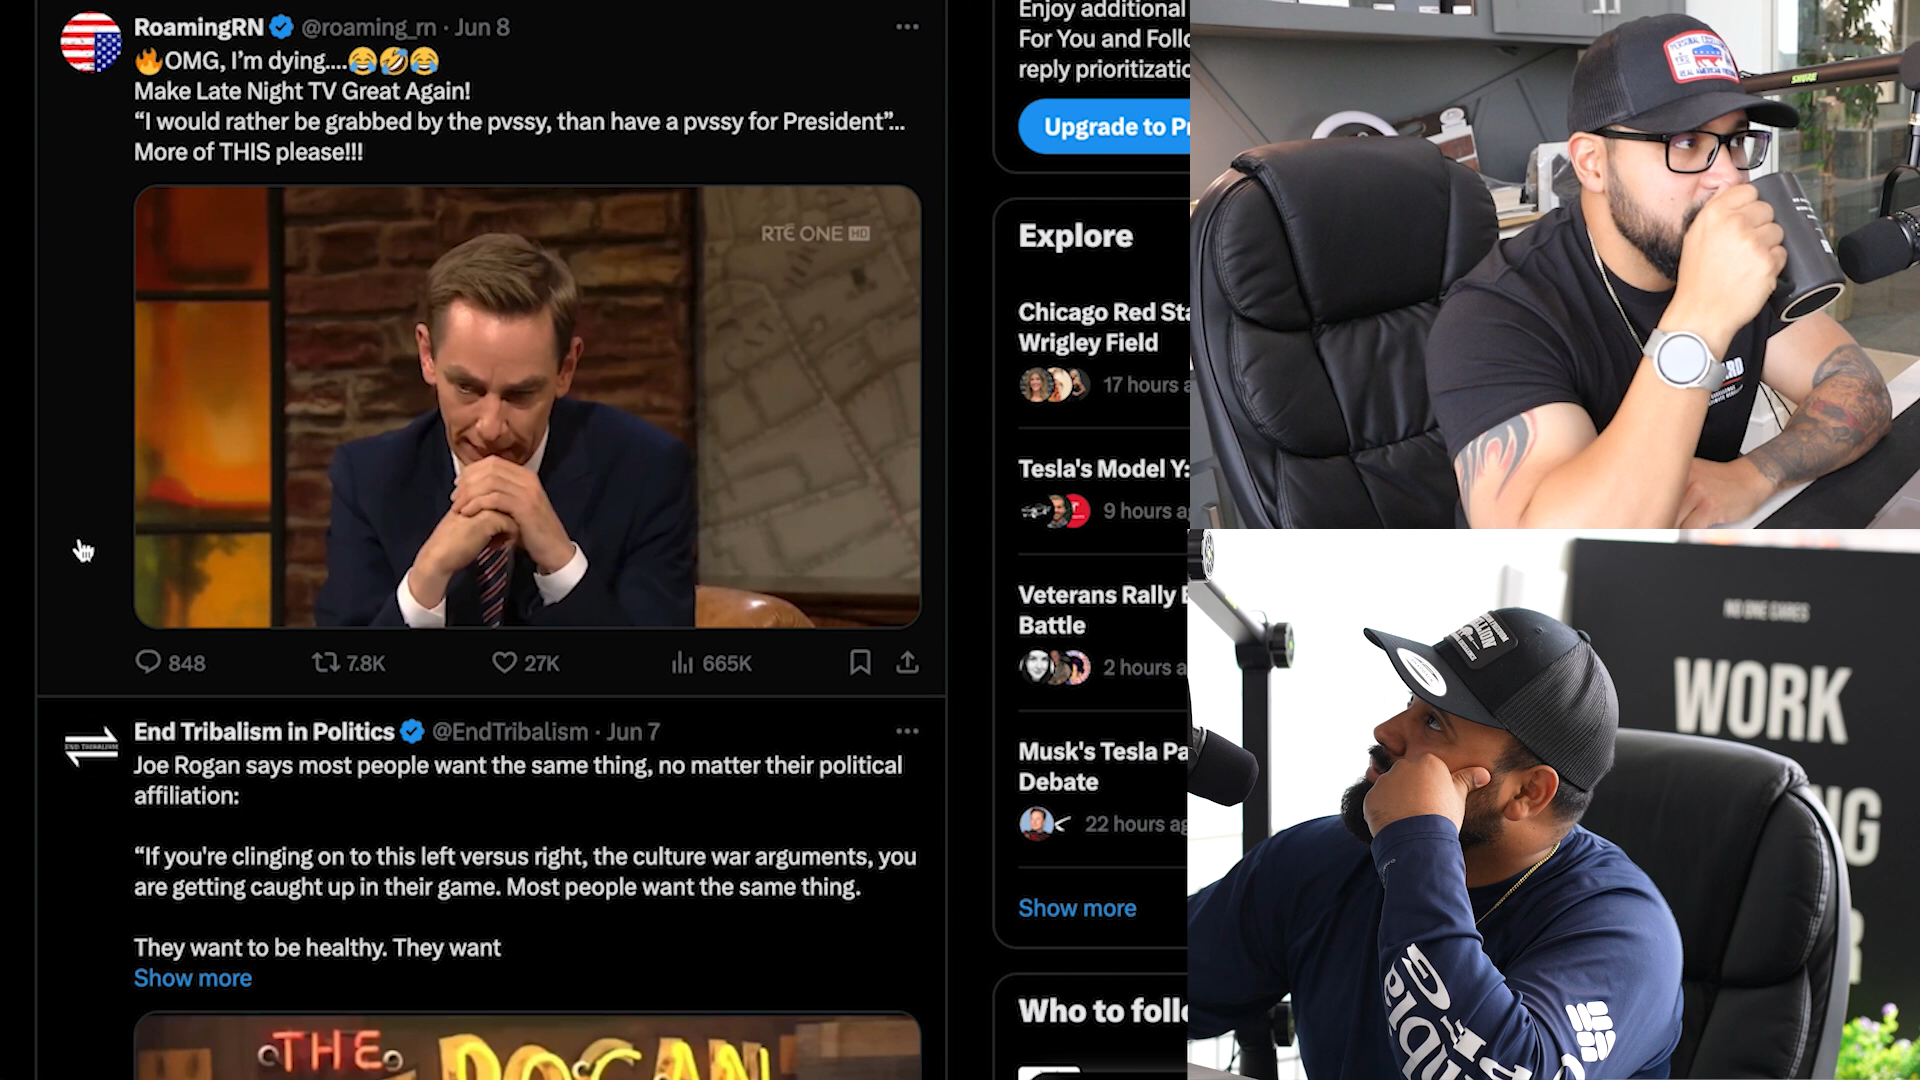 RoamingRN @roaming_rn · Jun 8
🔥OMG, I'm dying....😂🤣😂
Make Late Night TV Great Again!
“I would rather be grabbed by the pvssy, than have a pvssy for President”...
More of THIS please!!!
RTÉ ONE HD
848 7.8K 27K 665K
End Tribalism in Politics @EndTribalism · Jun 7
Joe Rogan says most people want the same thing, no matter their political
affiliation:
“If you're clinging on to this left versus right, the culture war arguments, you
are getting caught up in their game. Most people want the same thing.
They want to be healthy. They want
Show more
THE
ROGAN
Enjoy additional
For You and Follo
reply prioritizatio
Upgrade to Pr
Explore
Chicago Red Sta
Wrigley Field
17 hours a
Tesla's Model Y:
9 hours a
Veterans Rally
Battle
2 hours a
Musk's Tesla Pa
Debate
22 hours ag
Show more
Who to follo
SHURE
NO ONE CARES
WORK